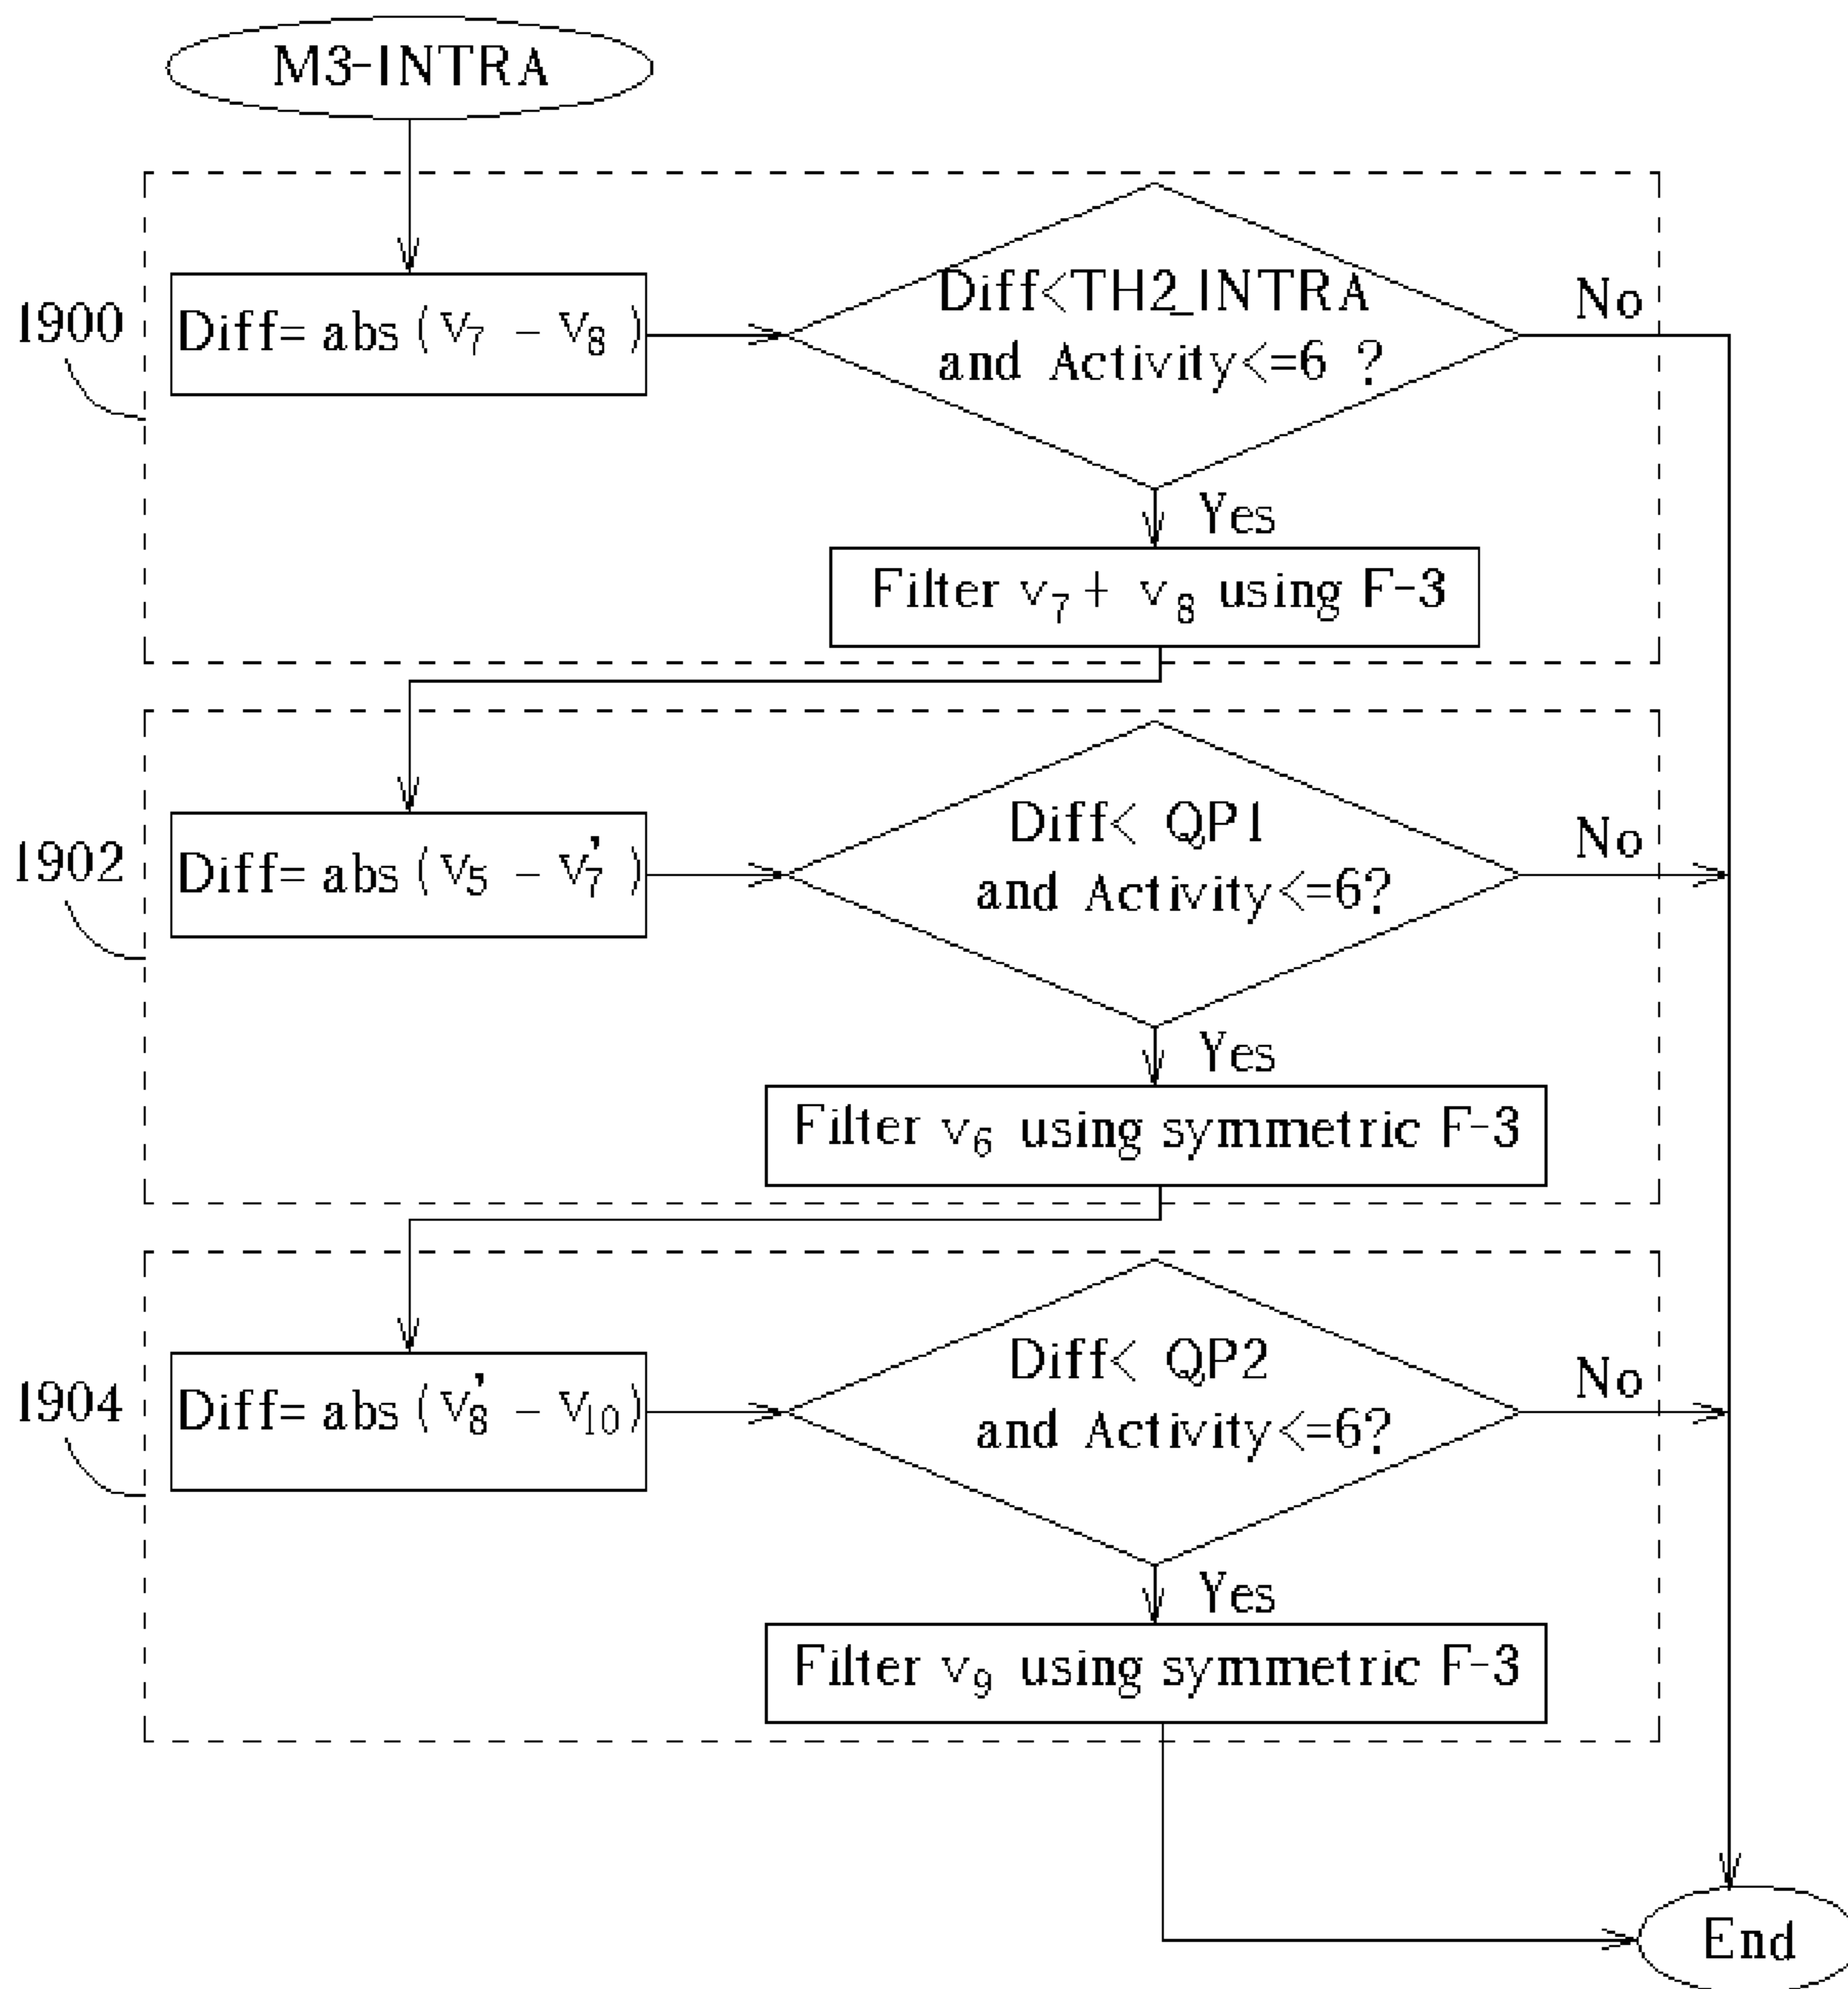 M3-INTRA
1900
Diff= abs (v₇ - v₈)
Diff<TH2_INTRA
and Activity<=6 ?
No
Yes
Filter v₇ + v₈ using F-3
1902
Diff= abs (v₅ - v₇')
Diff< QP1
and Activity<=6?
No
Yes
Filter v₆ using symmetric F-3
1904
Diff= abs (v₈' - v₁₀)
Diff< QP2
and Activity<=6?
No
Yes
Filter v₉ using symmetric F-3
End